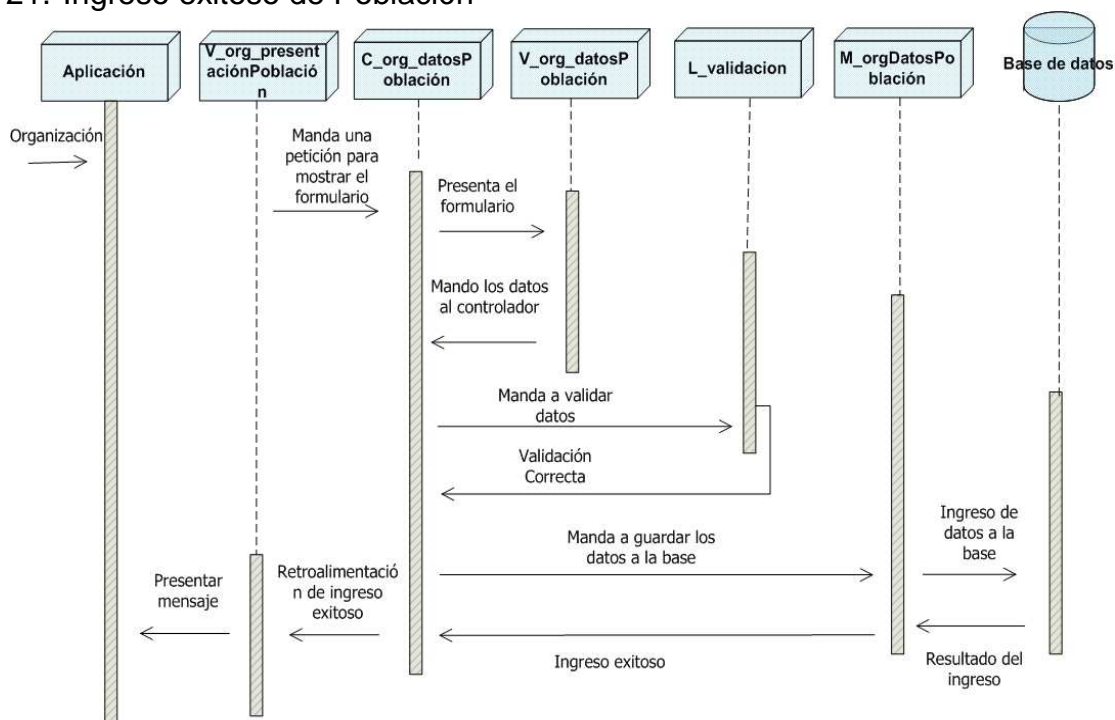 21. Ingreso exitoso de Población
Aplicación
V_org_present
aciónPoblació
n
C_org_datosP
oblación
V_org_datosP
oblación
L_validacion
M_orgDatosPo
blación
Base de datos
Organización
Manda una
petición para
mostrar el
formulario
Presenta el
formulario
Mando los datos
al controlador
Manda a validar
datos
Validación
Correcta
Manda a guardar los
datos a la base
Ingreso de
datos a la
base
Presentar
mensaje
Retroalimentació
n de ingreso
exitoso
Ingreso exitoso
Resultado del
ingreso